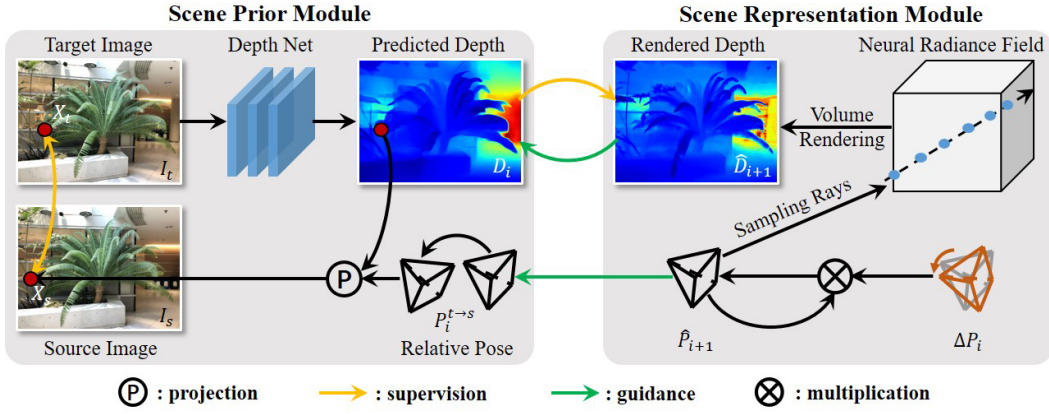 Scene Prior Module
Scene Representation Module
Target Image
Depth Net
Predicted Depth
Rendered Depth
Neural Radiance Field
X_t
I_t
D_i
D̂_{i+1}
Volume
Rendering
Sampling Rays
X_s
I_s
P
P_i^{t→s}
P̂_{i+1}
ΔP_i
Source Image
Relative Pose
P : projection
: supervision
: guidance
: multiplication